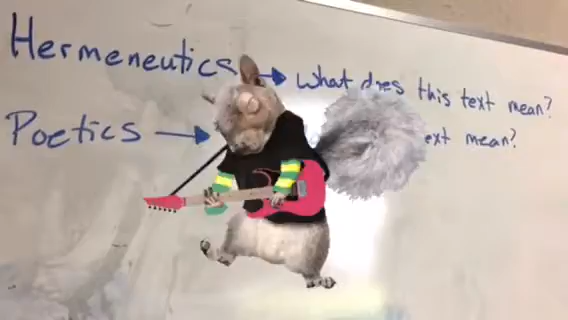 Hermeneutics → what does this text mean?
Poetics → ext mean?